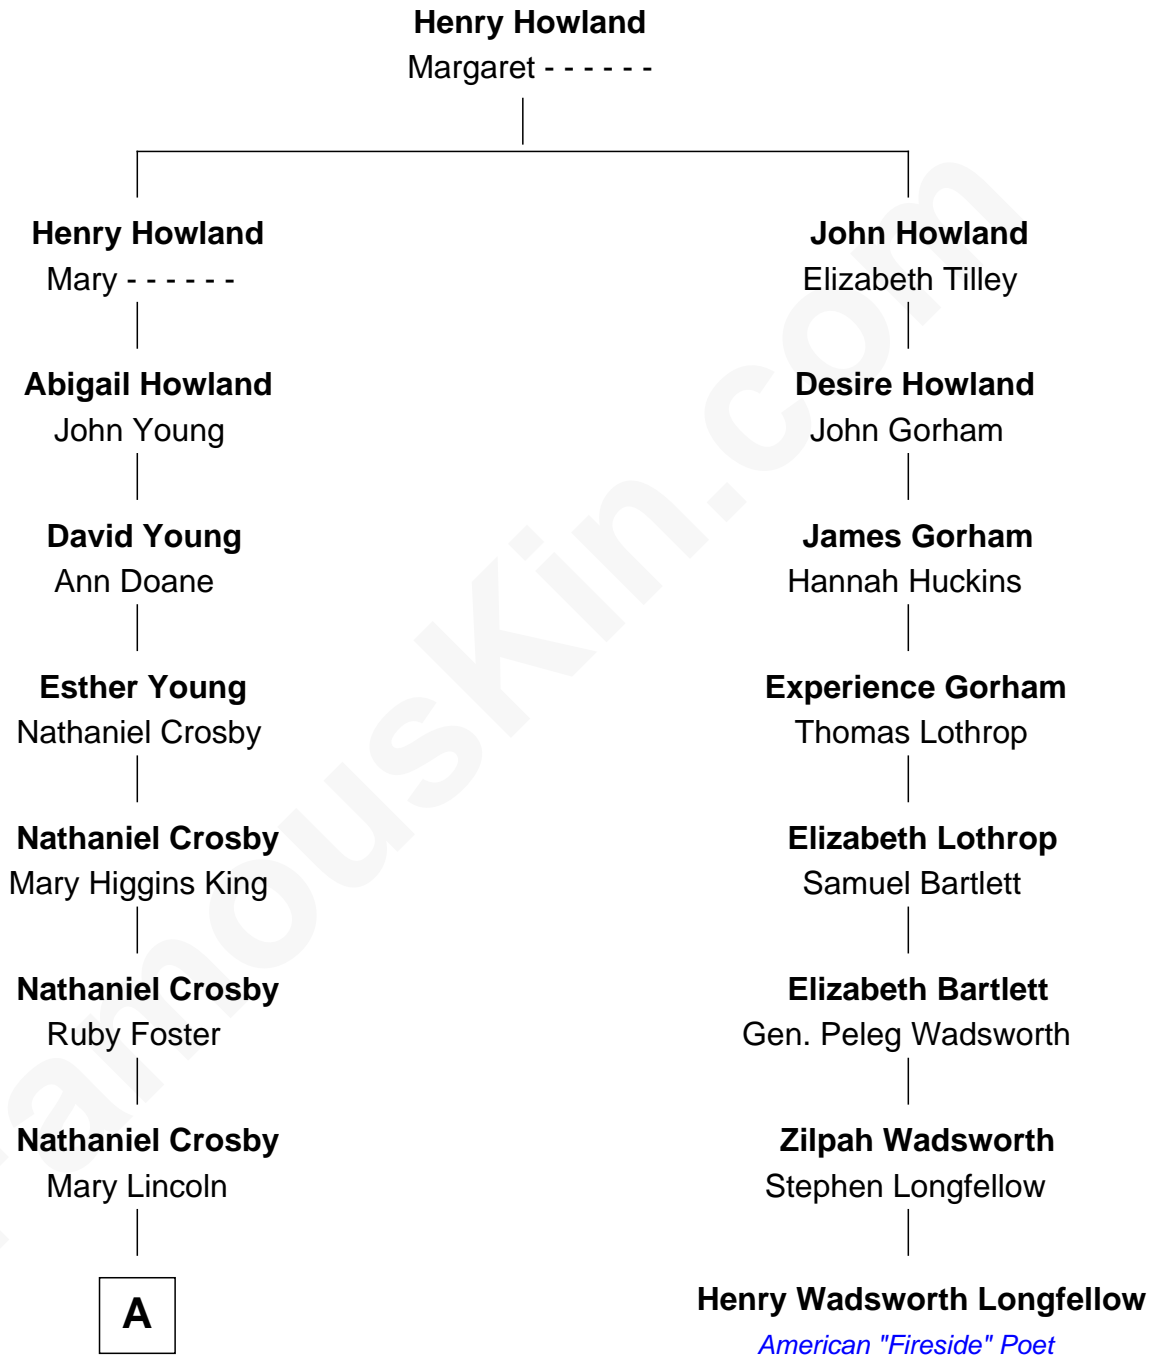 Henry Howland
Margaret - - - - - -
Henry Howland
Mary - - - - - -
John Howland
Elizabeth Tilley
Abigail Howland
John Young
Desire Howland
John Gorham
David Young
Ann Doane
James Gorham
Hannah Huckins
Esther Young
Nathaniel Crosby
Experience Gorham
Thomas Lothrop
Nathaniel Crosby
Mary Higgins King
Elizabeth Lothrop
Samuel Bartlett
Nathaniel Crosby
Ruby Foster
Elizabeth Bartlett
Gen. Peleg Wadsworth
Nathaniel Crosby
Mary Lincoln
Zilpah Wadsworth
Stephen Longfellow
A
Henry Wadsworth Longfellow
American "Fireside" Poet
FamousKin.com